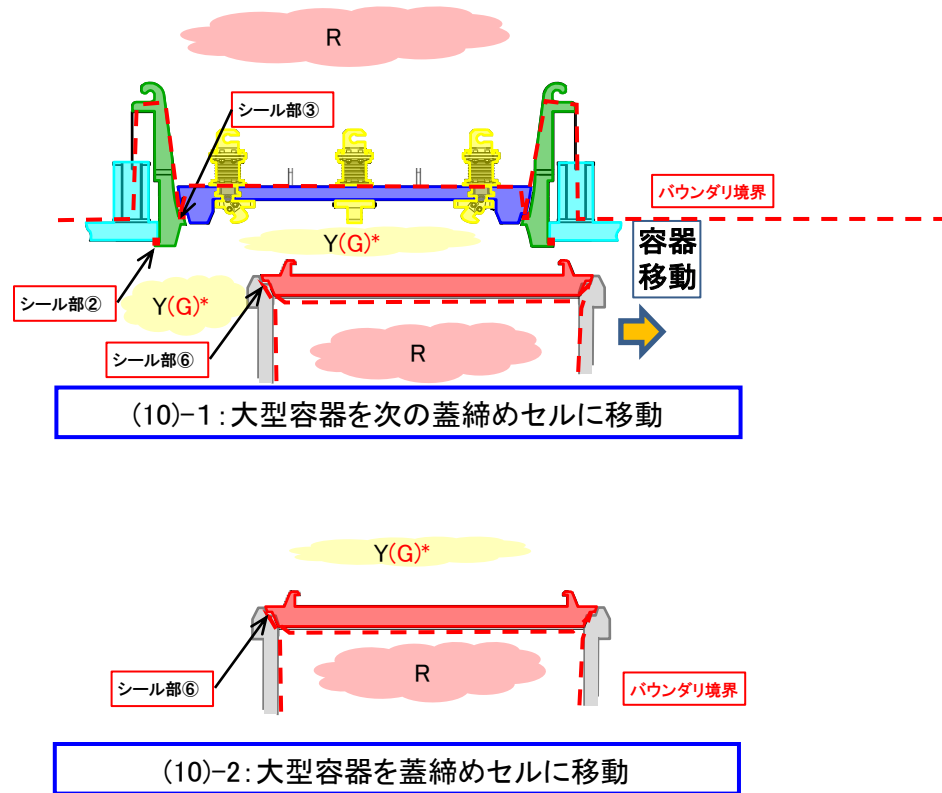 R
シール部③
バウンダリ境界
Y(G)*
容器
移動
シール部②
Y(G)*
シール部⑥
R
(10)-1:大型容器を次の蓋締めセルに移動
Y(G)*
シール部⑥
R
バウンダリ境界
(10)-2:大型容器を蓋締めセルに移動